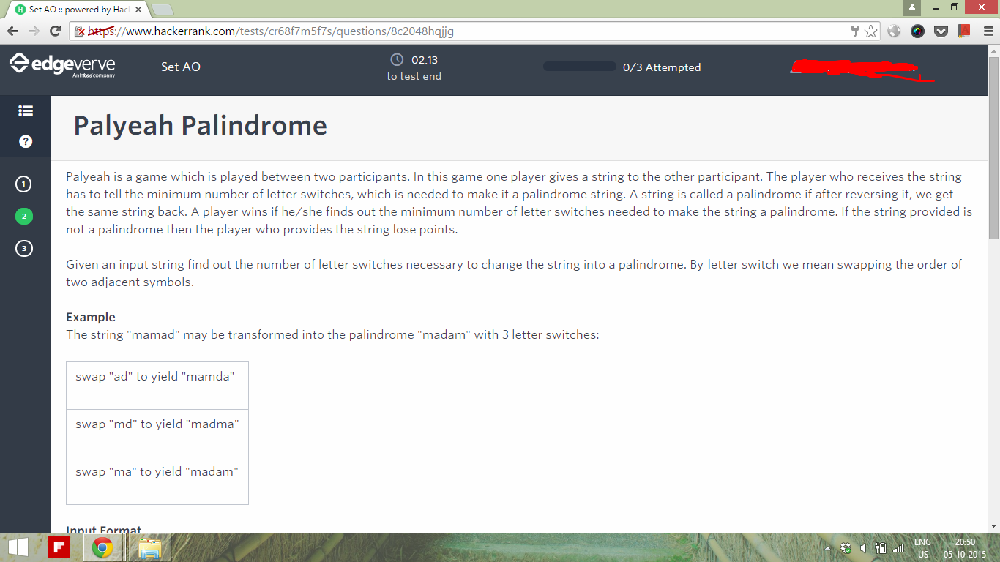 Set AO :: powered by Hac
https://www.hackerrank.com/tests/cr68f7m5f7s/questions/8c2048hqjjg
edgeverve
An Infosys company
Set AO
02:13
to test end
0/3 Attempted
Palyeah Palindrome
?
1
2
3
Palyeah is a game which is played between two participants. In this game one player gives a string to the other participant. The player who receives the string
has to tell the minimum number of letter switches, which is needed to make it a palindrome string. A string is called a palindrome if after reversing it, we get
the same string back. A player wins if he/she finds out the minimum number of letter switches needed to make the string a palindrome. If the string provided is
not a palindrome then the player who provides the string lose points.
Given an input string find out the number of letter switches necessary to change the string into a palindrome. By letter switch we mean swapping the order of
two adjacent symbols.
Example
The string "mamad" may be transformed into the palindrome "madam" with 3 letter switches:
swap "ad" to yield "mamda"
swap "md" to yield "madma"
swap "ma" to yield "madam"
Input Format
ENG
US
20:50
05-10-2015